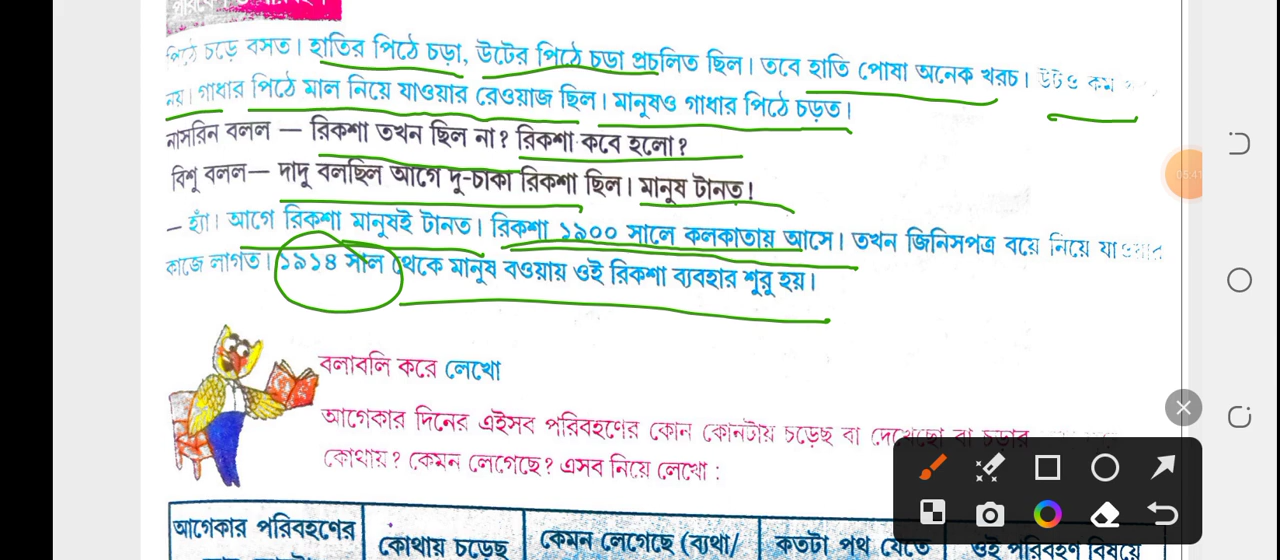 পিঠে চড়ে বসত। হাতির পিঠে চড়া, উটের পিঠে চড়া প্রচলিত ছিল। তবে হাতি পোষা অনেক খরচ। উটও কম
নয়। গাধার পিঠে মাল নিয়ে যাওয়ার রেওয়াজ ছিল। মানুষও গাধার পিঠে চড়ত।
নাসরিন বলল — রিকশা তখন ছিল না? রিকশা কবে হলো?
বিশু বলল— দাদু বলছিল আগে দু-চাকা রিকশা ছিল। মানুষ টানত!
– হ্যাঁ। আগে রিকশা মানুষই টানত। রিকশা ১৯০০ সালে কলকাতায় আসে। তখন জিনিসপত্র বয়ে নিয়ে যাওয়ার
কাজে লাগত। ১৯১৪ সাল থেকে মানুষ বওয়ায় ওই রিকশা ব্যবহার শুরু হয়।
05:41
বলাবলি করে লেখো
আগেকার দিনের এইসব পরিবহণের কোন কোনটায় চড়েছ বা দেখেছো বা চড়ার
কোথায়? কেমন লেগেছে? এসব নিয়ে লেখো :
আগেকার পরিবহণের কোথায় চড়েছ কেমন লেগেছে (ব্যথা/ কতটা পথ যেতে ওই পরিবহণ বিষয়ে